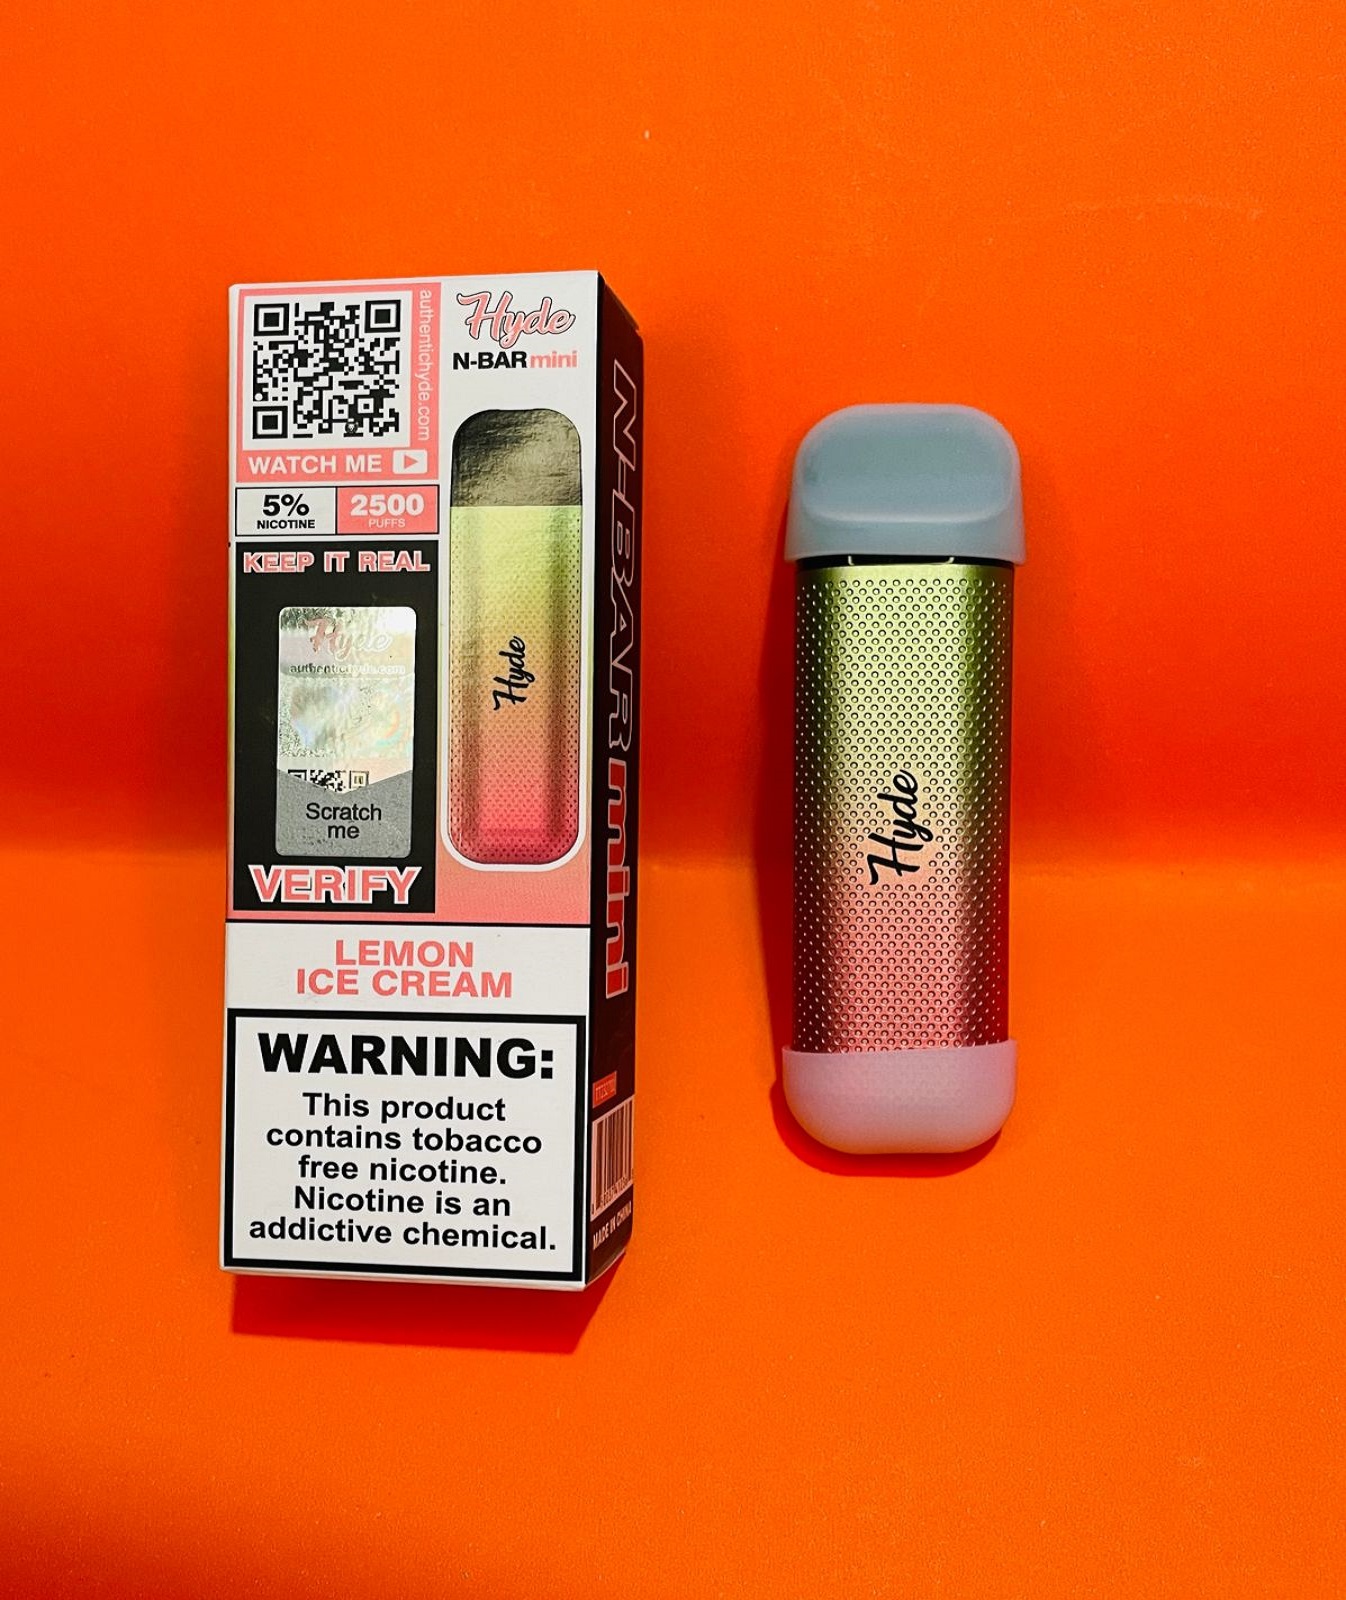 authentichyde.com
WATCH ME
Hyde
N-BAR mini
5%
NICOTINE
2500
PUFFS
KEEP IT REAL
Hyde
authentichyde.com
Scratch
me
VERIFY
Hyde
LEMON
ICE CREAM
WARNING:
This product
contains tobacco
free nicotine.
Nicotine is an
addictive chemical.
N-BAR mini
MADE IN CHINA
Hyde